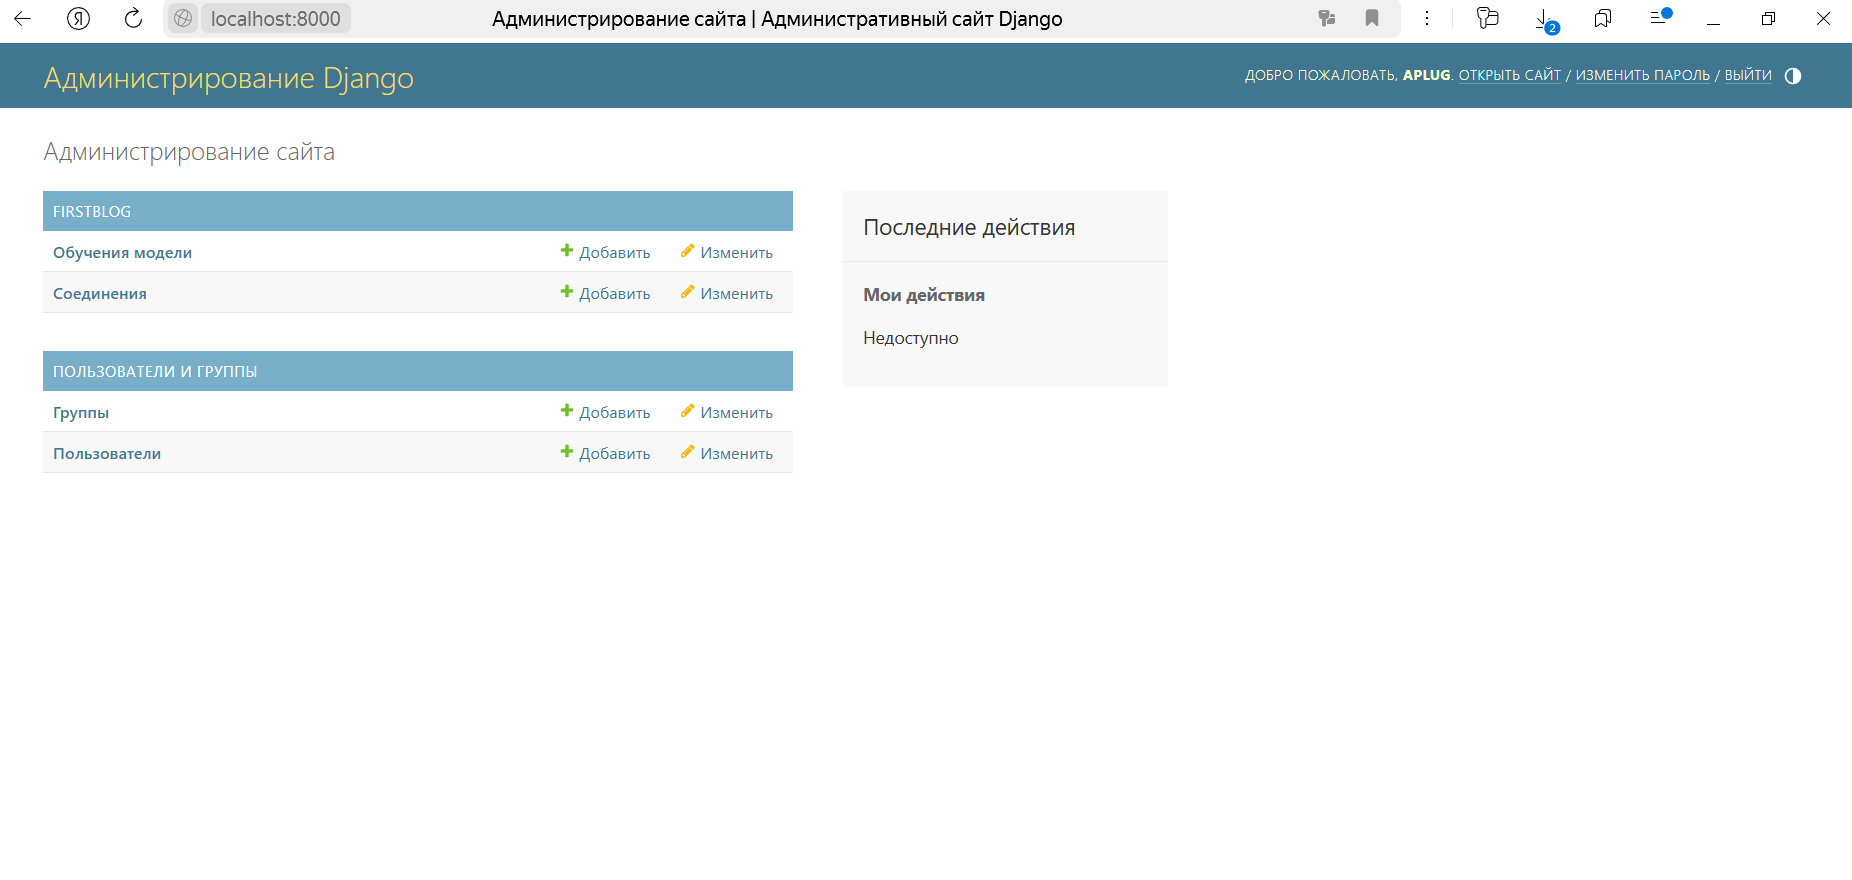 Я localhost:8000 Администрирование сайта | Административный сайт Django 2
Администрирование Django
ДОБРО ПОЖАЛОВАТЬ, APLUG. ОТКРЫТЬ САЙТ / ИЗМЕНИТЬ ПАРОЛЬ / ВЫЙТИ
Администрирование сайта
FIRSTBLOG
Обучения модели Добавить Изменить
Соединения Добавить Изменить
ПОЛЬЗОВАТЕЛИ И ГРУППЫ
Группы Добавить Изменить
Пользователи Добавить Изменить
Последние действия
Мои действия
Недоступно